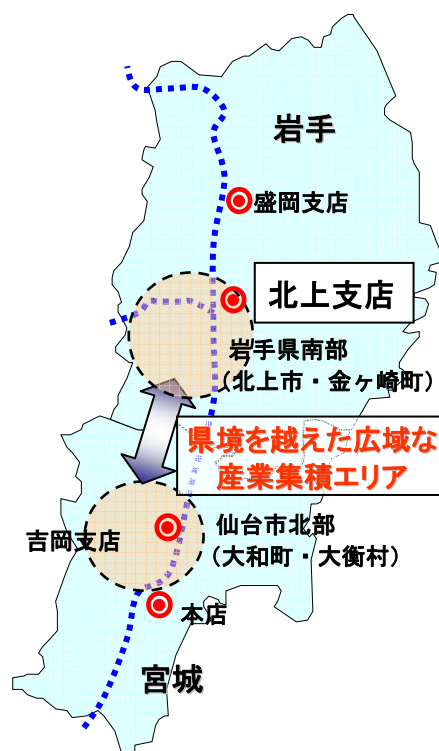 岩手
盛岡支店
北上支店
岩手県南部
（北上市・金ヶ崎町）
県境を越えた広域な
産業集積エリア
吉岡支店
仙台市北部
（大和町・大衡村）
本店
宮城